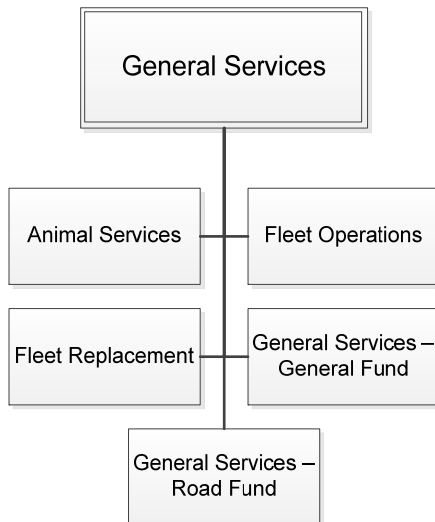 General Services
Animal Services
Fleet Operations
Fleet Replacement
General Services –
General Fund
General Services –
Road Fund